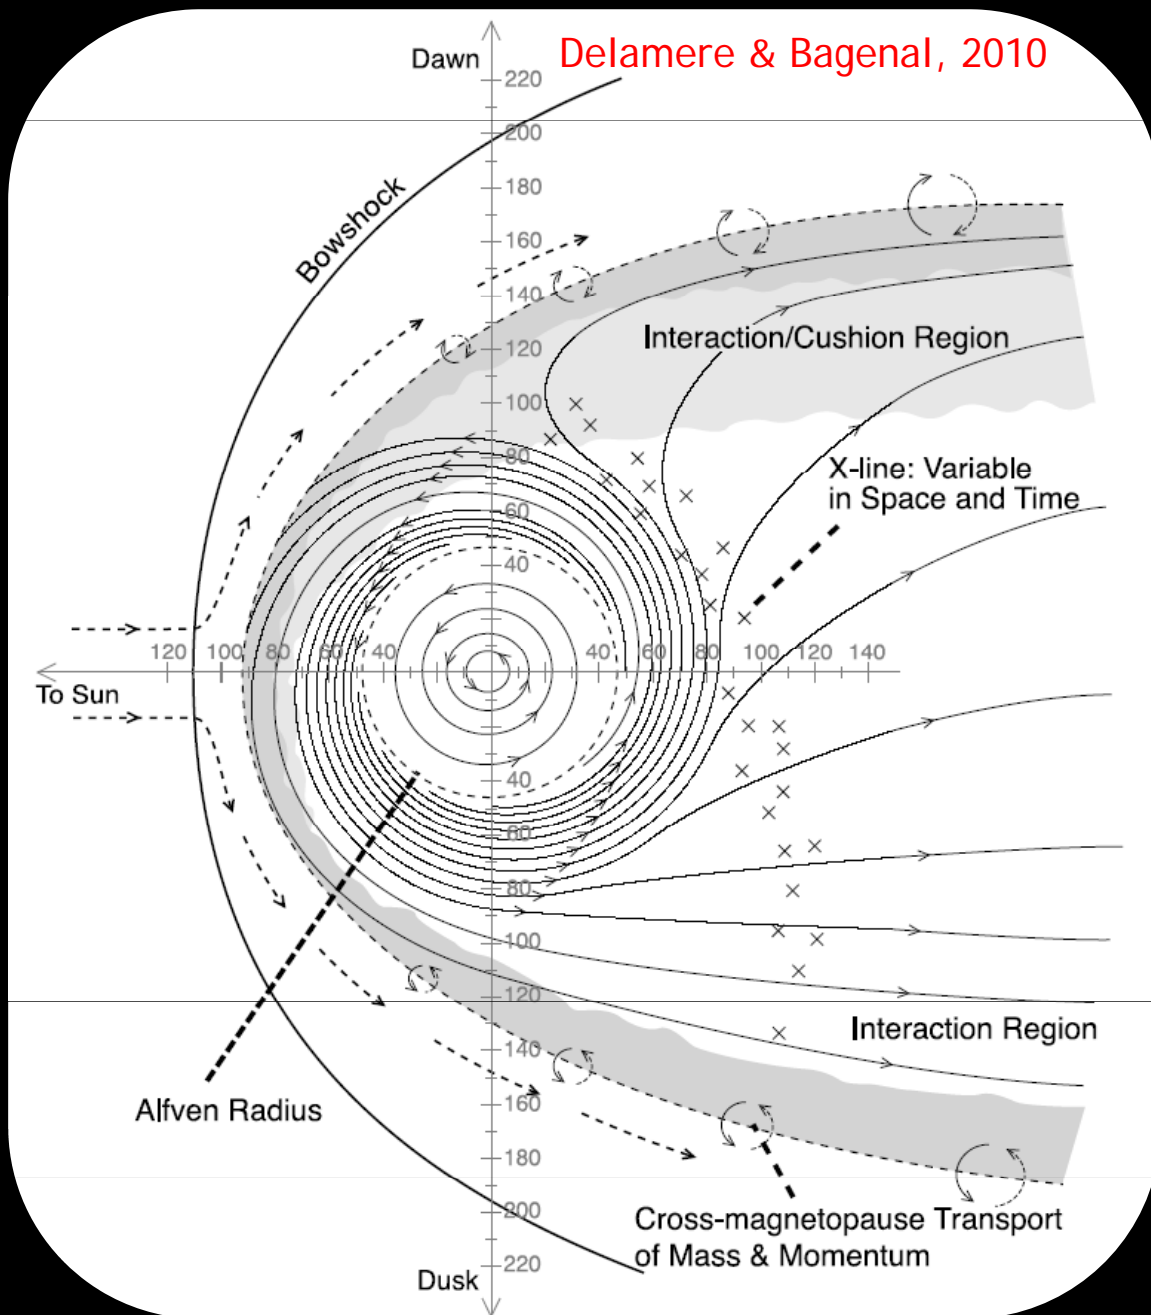 Dawn
Delamere & Bagenal, 2010
220
200
180
160
140
120
100
80
60
40
Bowshock
Interaction/Cushion Region
X-line: Variable
in Space and Time
120 100 80 60 40 40 60 80 100 120 140
To Sun
40
60
80
100
120
140
160
180
200
220
Interaction Region
Alfven Radius
Cross-magnetopause Transport
of Mass & Momentum
Dusk